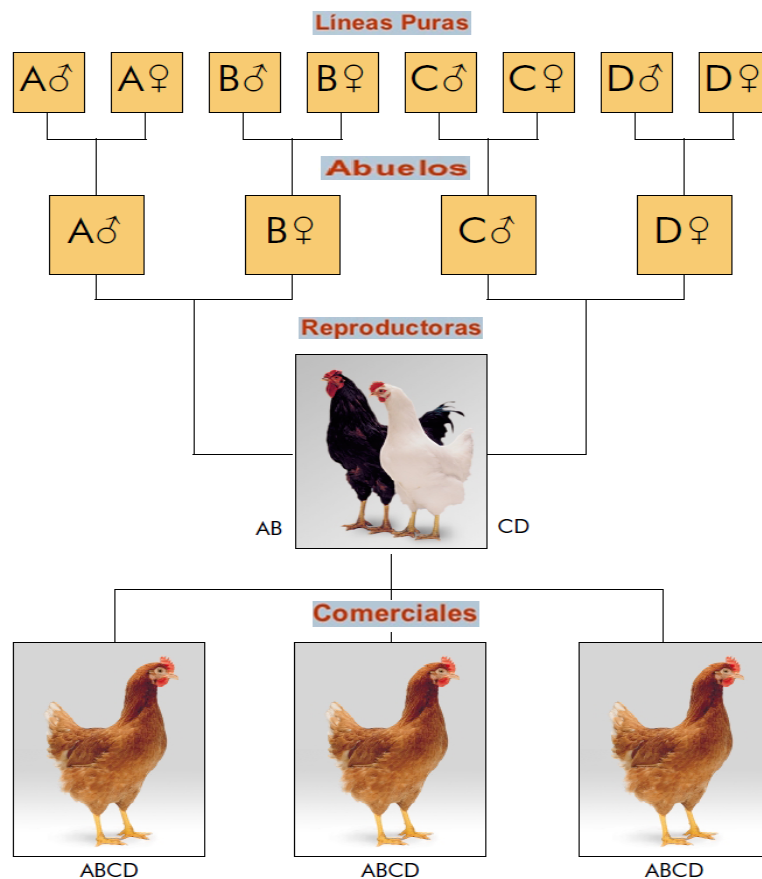 Líneas Puras
A♂ A♀ B♂ B♀ C♂ C♀ D♂ D♀
Abuelos
A♂ B♀ C♂ D♀
Reproductoras
AB CD
Comerciales
ABCD ABCD ABCD